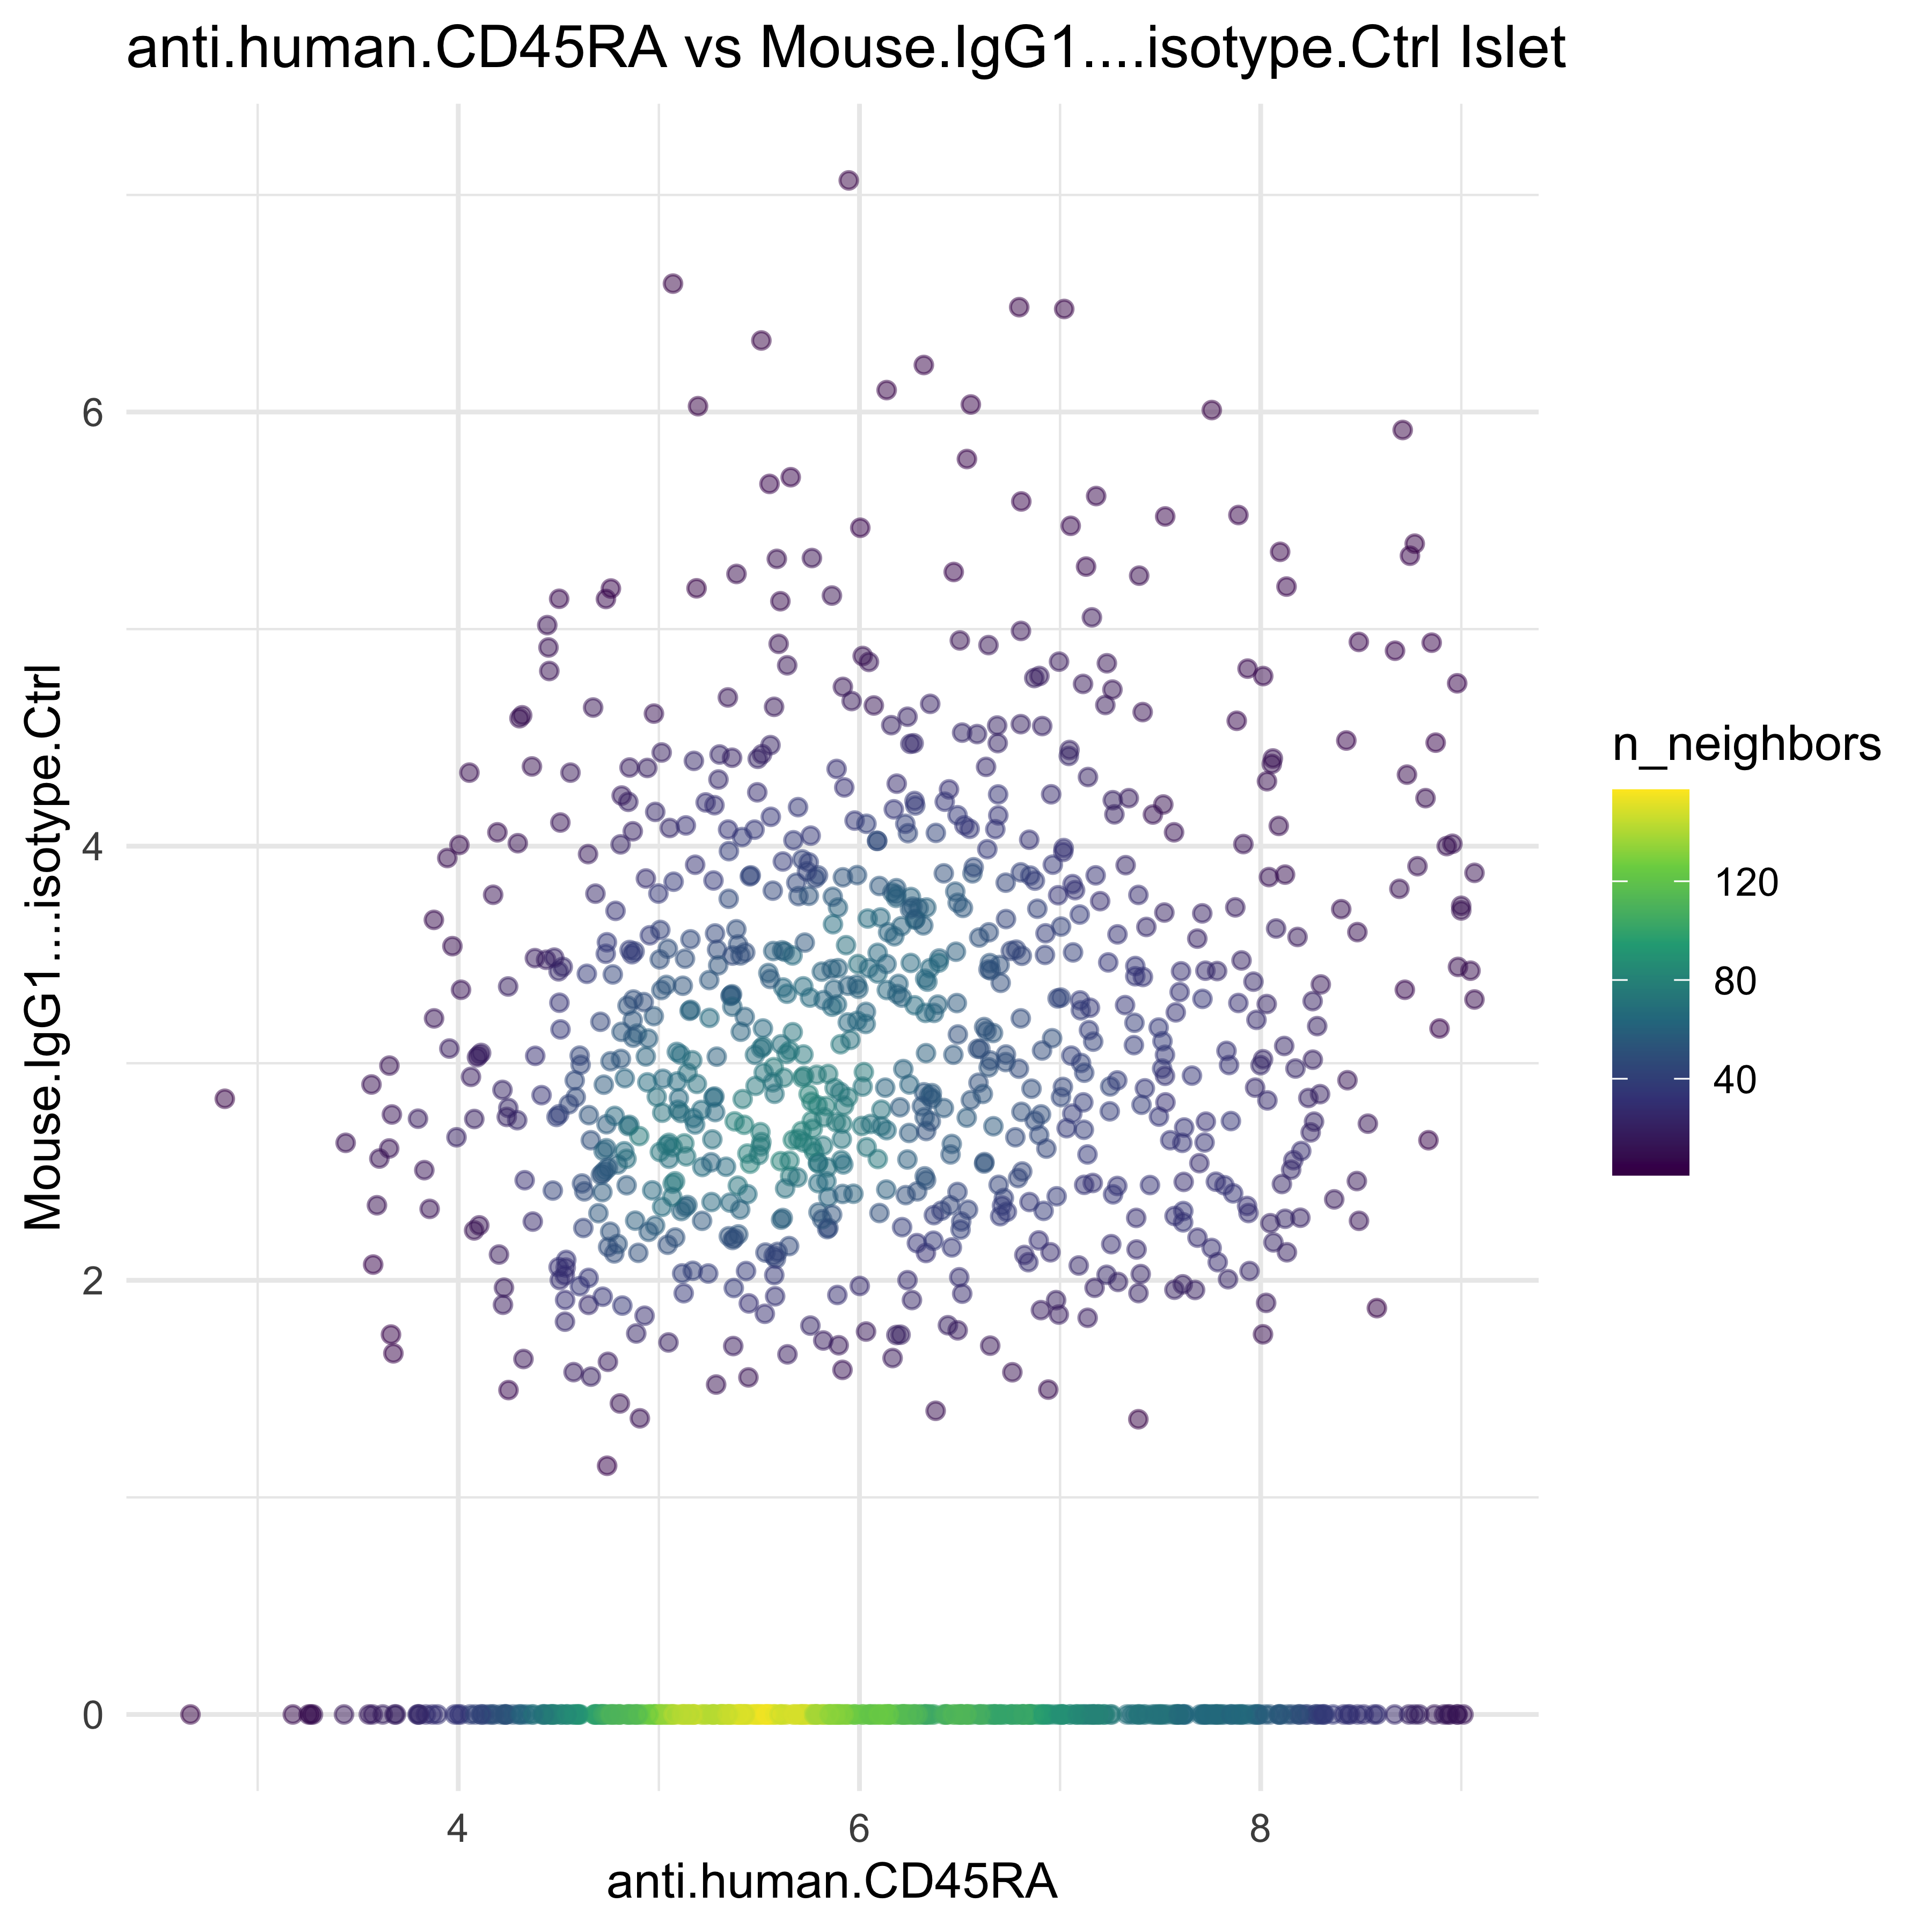 anti.human.CD45RA vs Mouse.IgG1....isotype.Ctrl Islet
Mouse.IgG1....isotype.Ctrl
6
4
2
0
4
6
8
anti.human.CD45RA
n_neighbors
120
80
40